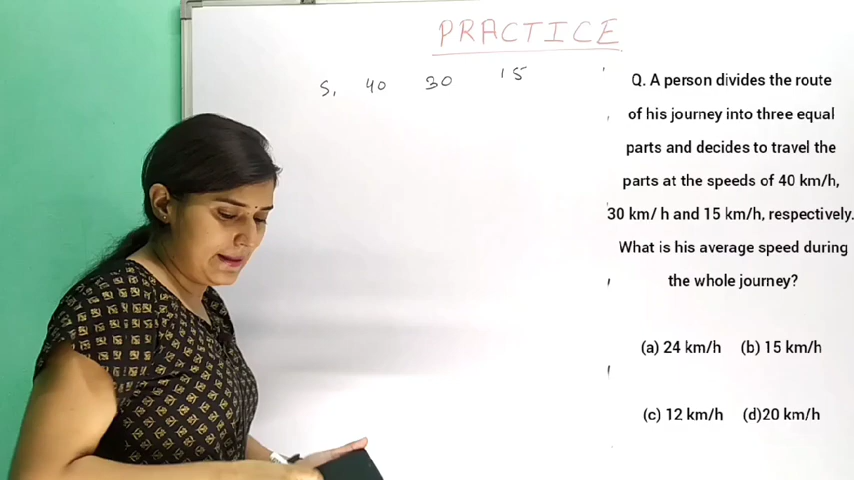 PRACTICE
S, 40 30 15
Q. A person divides the route
of his journey into three equal
parts and decides to travel the
parts at the speeds of 40 km/h,
30 km/ h and 15 km/h, respectively.
What is his average speed during
the whole journey?
(a) 24 km/h (b) 15 km/h
(c) 12 km/h (d)20 km/h